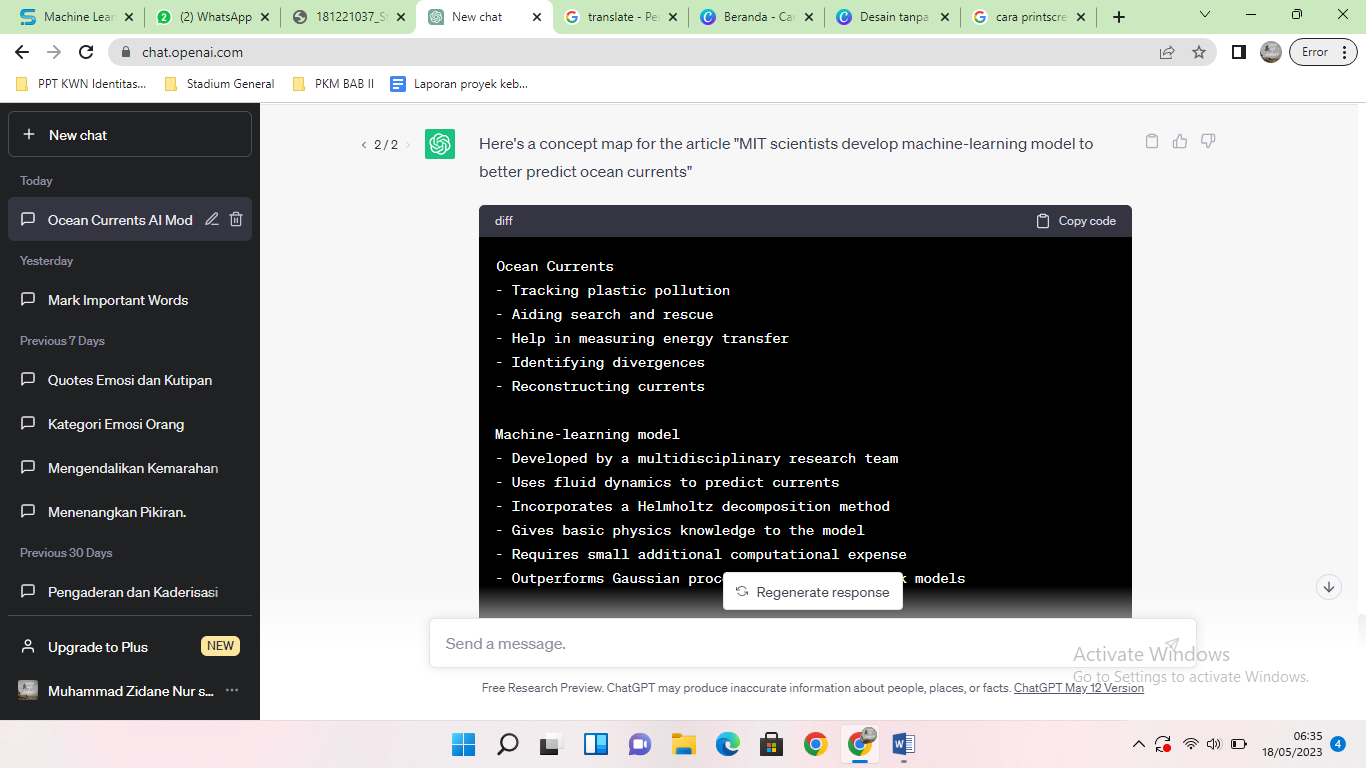 Machine Lear
(2) WhatsApp
181221037_S
New chat
translate - Pe
Beranda - Ca
Desain tanpa
cara printscre
chat.openai.com
Error
PPT KWN Identitas...
Stadium General
PKM BAB II
Laporan proyek keb...
New chat
Today
Ocean Currents AI Mod
Yesterday
Mark Important Words
Previous 7 Days
Quotes Emosi dan Kutipan
Kategori Emosi Orang
Mengendalikan Kemarahan
Menenangkan Pikiran.
Previous 30 Days
Pengaderan dan Kaderisasi
Upgrade to Plus
NEW
Muhammad Zidane Nur s...
2 / 2
Here's a concept map for the article "MIT scientists develop machine-learning model to
better predict ocean currents"
diff
Copy code
Ocean Currents
- Tracking plastic pollution
- Aiding search and rescue
- Help in measuring energy transfer
- Identifying divergences
- Reconstructing currents
Machine-learning model
- Developed by a multidisciplinary research team
- Uses fluid dynamics to predict currents
- Incorporates a Helmholtz decomposition method
- Gives basic physics knowledge to the model
- Requires small additional computational expense
- Outperforms Gaussian proc models
Regenerate response
Send a message.
Activate Windows
Go to Settings to activate Windows.
Free Research Preview. ChatGPT may produce inaccurate information about people, places, or facts. ChatGPT May 12 Version
06:35
18/05/2023
4